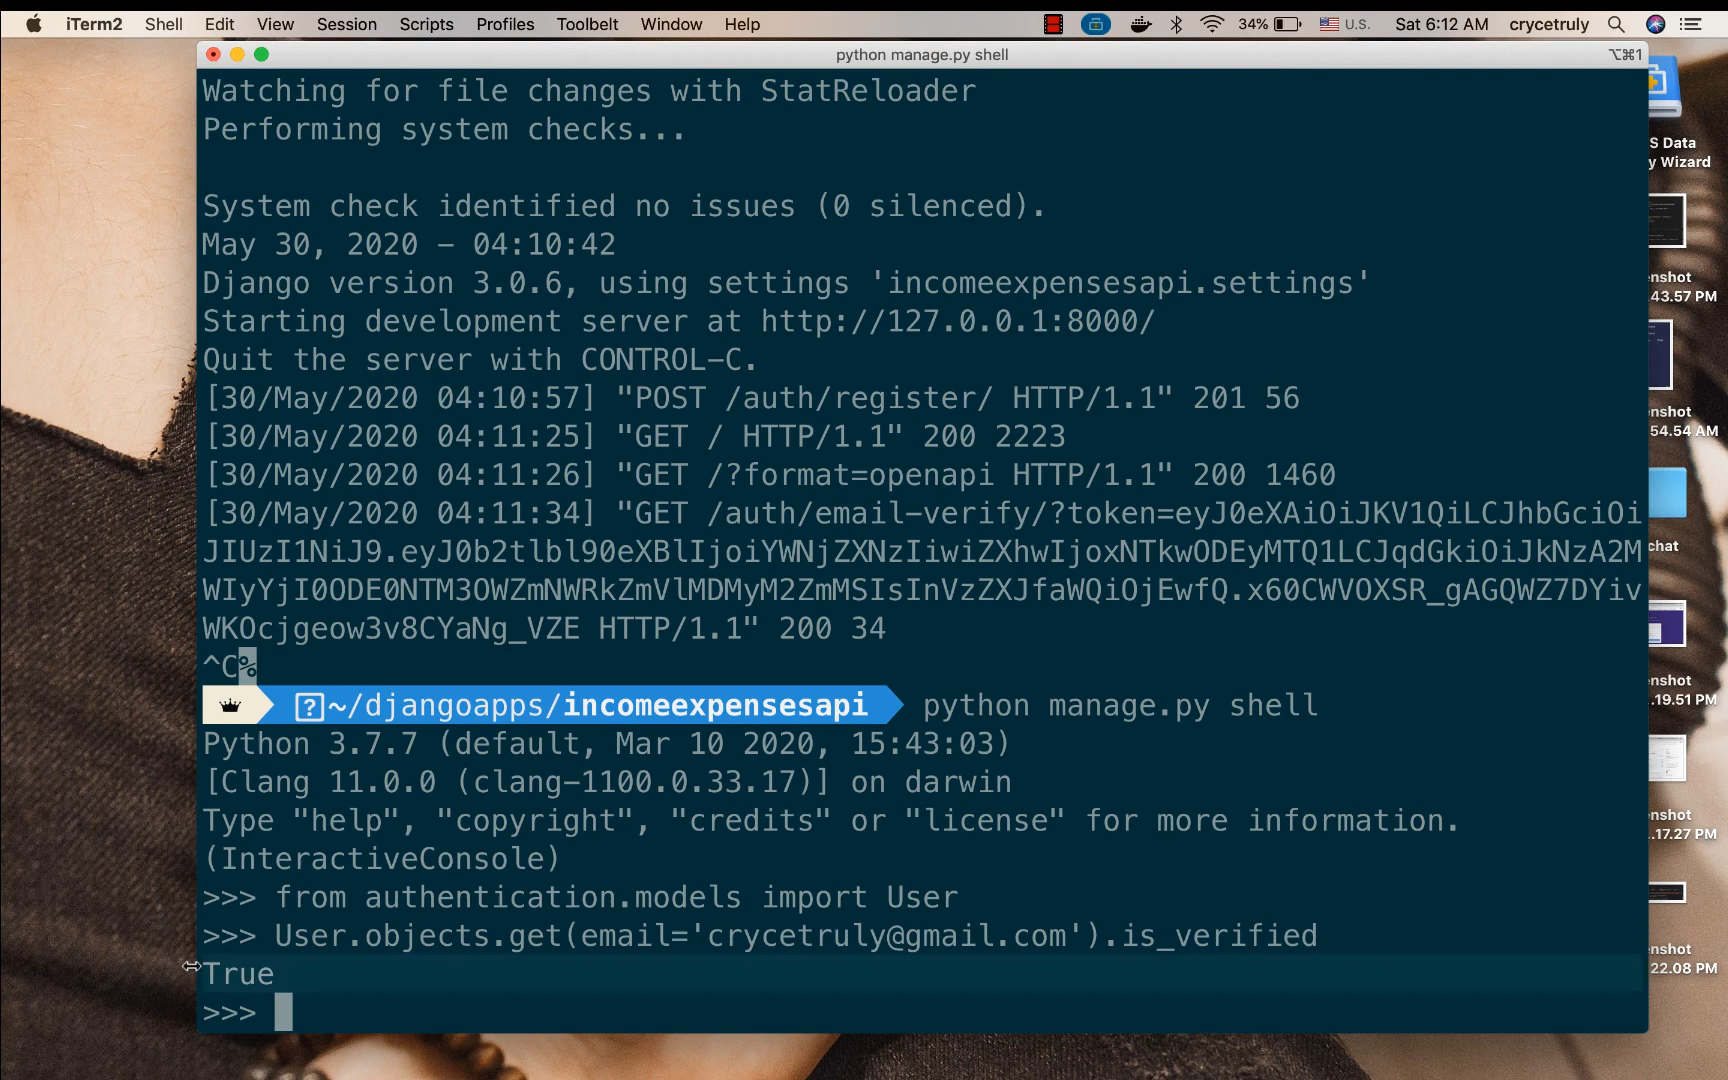 iTerm2 Shell Edit View Session Scripts Profiles Toolbelt Window Help 34% U.S. Sat 6:12 AM crycetruly
python manage.py shell ⌥⌘1
Watching for file changes with StatReloader
Performing system checks...
System check identified no issues (0 silenced).
May 30, 2020 - 04:10:42
Django version 3.0.6, using settings 'incomeexpensesapi.settings'
Starting development server at http://127.0.0.1:8000/
Quit the server with CONTROL-C.
[30/May/2020 04:10:57] "POST /auth/register/ HTTP/1.1" 201 56
[30/May/2020 04:11:25] "GET / HTTP/1.1" 200 2223
[30/May/2020 04:11:26] "GET /?format=openapi HTTP/1.1" 200 1460
[30/May/2020 04:11:34] "GET /auth/email-verify/?token=eyJ0eXAiOiJKV1QiLCJhbGciOi
JIUzI1NiJ9.eyJ0b2tlbl90eXBlIjoiYWNjZXNzIiwiZXhwIjoxNTkwODEyMTQ1LCJqdGkiOiJkNzA2M
WIyYjI0ODE0NTM3OWZmNWRkZmVlMDMyM2ZmMSIsInVzZXJfaWQiOjEwfQ.x60CWVOXSR_gAGQWZ7DYiv
WKOcjgeow3v8CYaNg_VZE HTTP/1.1" 200 34
^C%
~/djangoapps/incomeexpensesapi python manage.py shell
Python 3.7.7 (default, Mar 10 2020, 15:43:03)
[Clang 11.0.0 (clang-1100.0.33.17)] on darwin
Type "help", "copyright", "credits" or "license" for more information.
(InteractiveConsole)
>>> from authentication.models import User
>>> User.objects.get(email='crycetruly@gmail.com').is_verified
True
>>>
S Data
y Wizard
enshot
.43.57 PM
enshot
.54.54 AM
chat
enshot
.19.51 PM
enshot
.17.27 PM
enshot
.22.08 PM